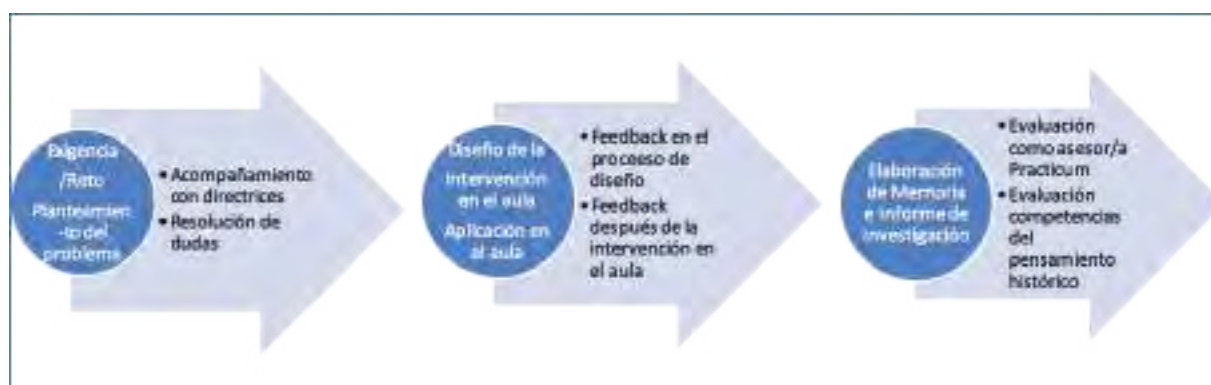 Exigencia
/Reto
Planteamien
-to del
problema
• Acompañamiento
con directrices
• Resolución de
dudas
Diseño de la
Intervención
en el aula
Aplicación en
el aula
• Feedback en el
proceso de
diseño
• Feedback
después de la
intervención en
el aula
Elaboración
de Memoria
e Informe de
investigación
• Evaluación
como asesor/a
Practicum
• Evaluación
competencias
del
pensamiento
histórico